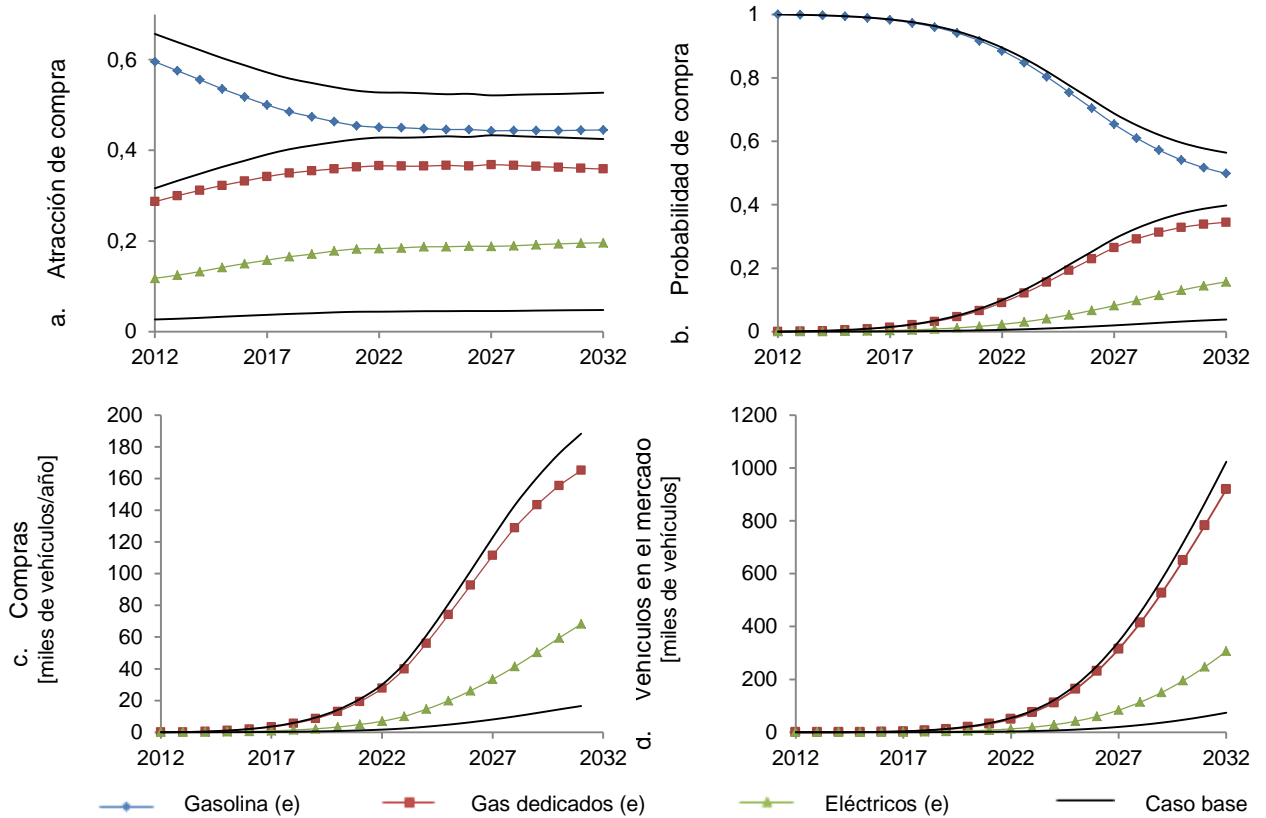 a. Atracción de compra
0,6
0,4
0,2
0
2012 2017 2022 2027 2032
b. Probabilidad de compra
1
0,8
0,6
0,4
0,2
0
2012 2017 2022 2027 2032
c. Compras
[miles de vehículos/año]
200
180
160
140
120
100
80
60
40
20
0
2012 2017 2022 2027 2032
d. Vehículos en el mercado
[miles de vehículos]
1200
1000
800
600
400
200
0
2012 2017 2022 2027 2032
Gasolina (e) Gas dedicados (e) Eléctricos (e) Caso base